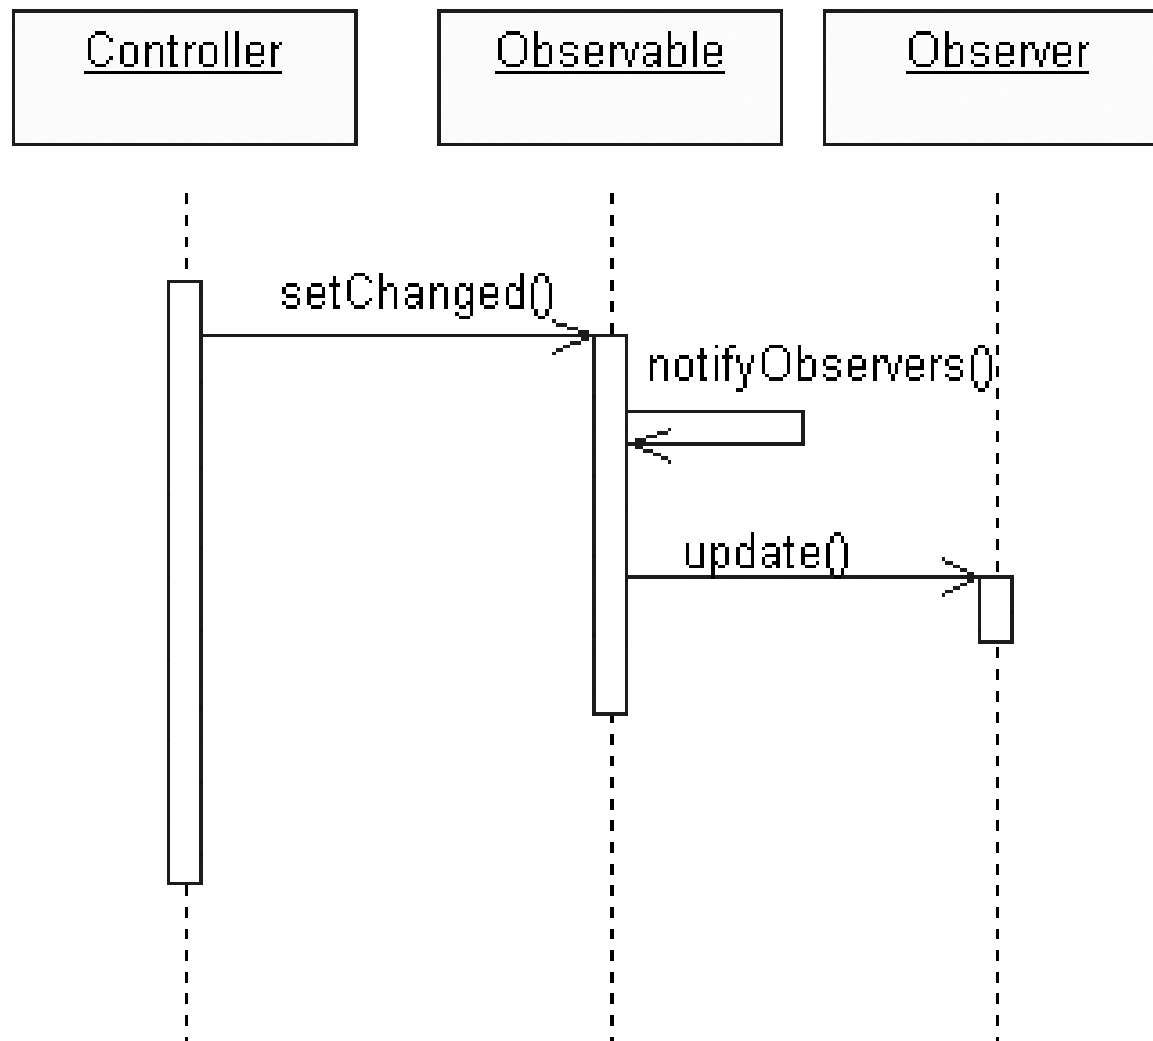 Controller
Observable
Observer
setChanged()
notifyObservers()
update()